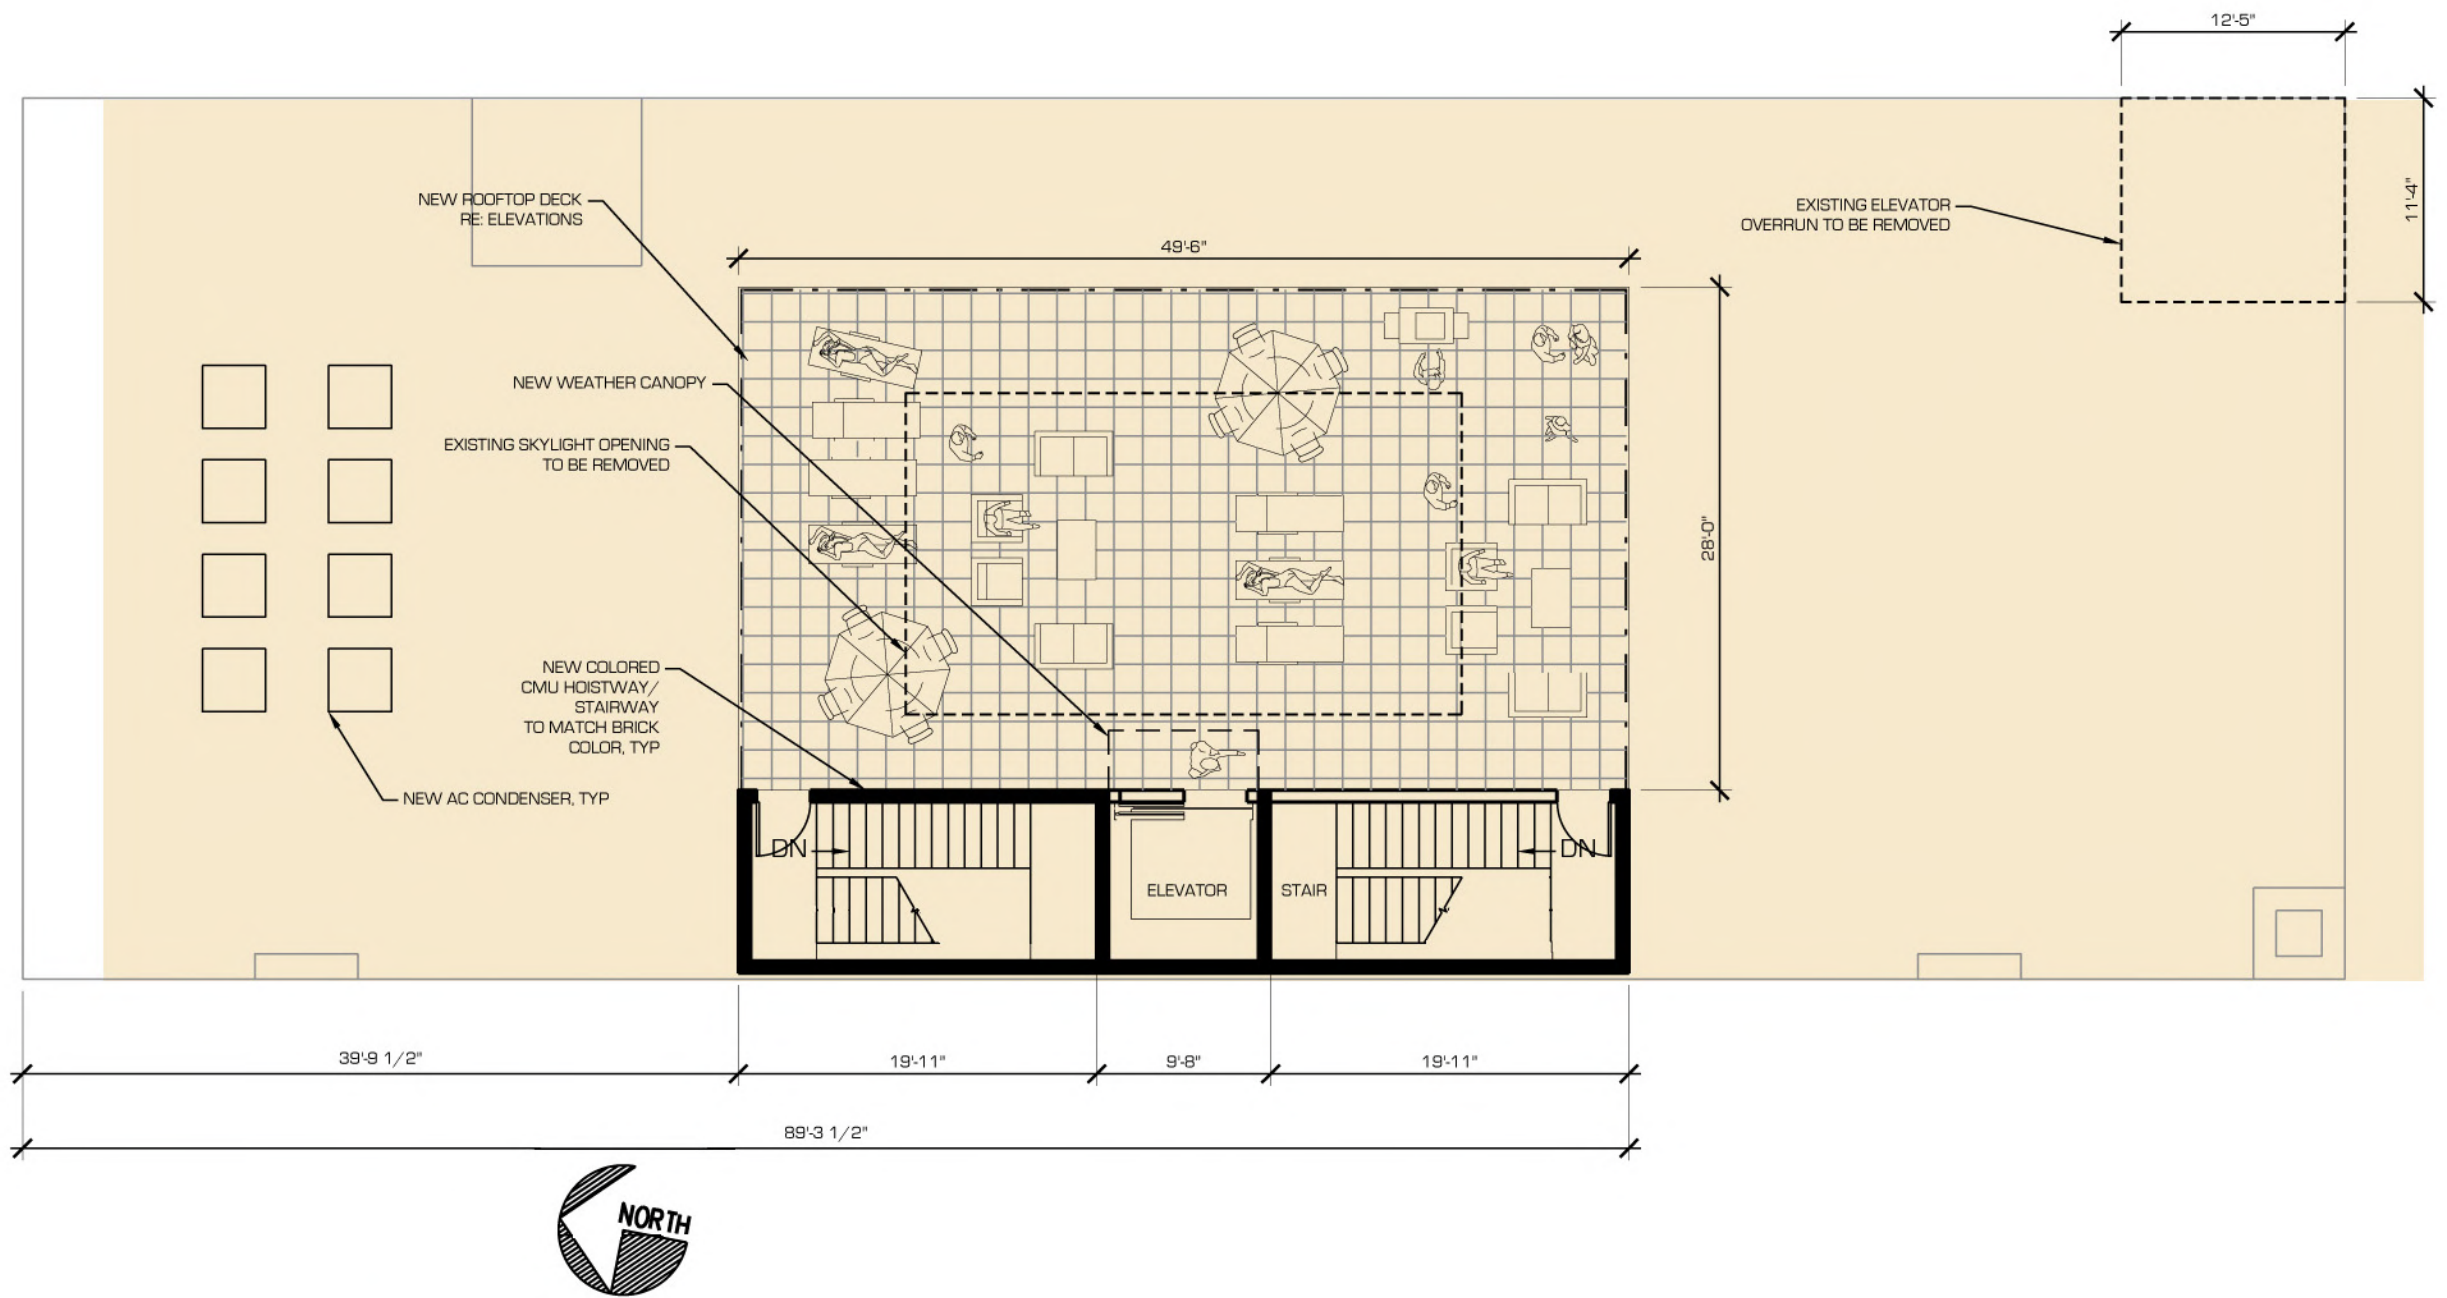 12'-5"
11'-4"
NEW ROOFTOP DECK
RE: ELEVATIONS
EXISTING ELEVATOR
OVERRUN TO BE REMOVED
49'-6"
NEW WEATHER CANOPY
EXISTING SKYLIGHT OPENING
TO BE REMOVED
28'-0"
NEW COLORED
CMU HOISTWAY/
STAIRWAY
TO MATCH BRICK
COLOR, TYP
NEW AC CONDENSER, TYP
DN
DN
ELEVATOR
STAIR
39'-9 1/2"
19'-11"
9'-8"
19'-11"
89'-3 1/2"
NORTH